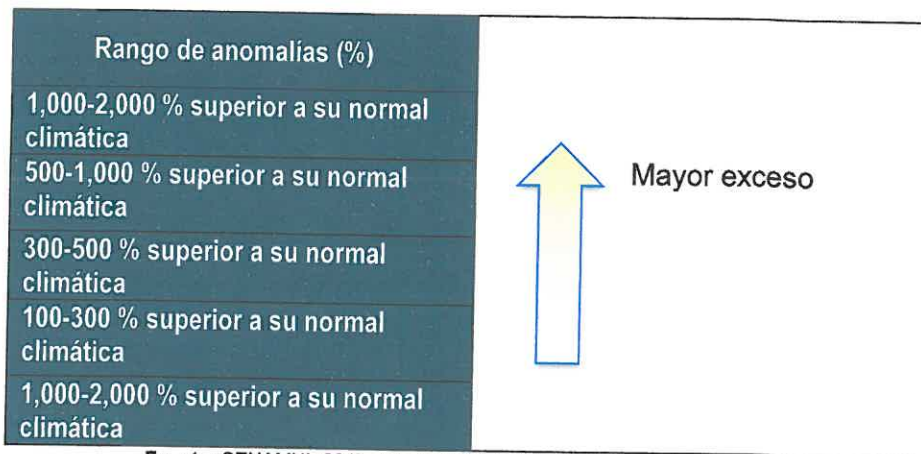 Rango de anomalías (%)
1,000-2,000 % superior a su normal
climática
500-1,000 % superior a su normal
climática
Mayor exceso
300-500 % superior a su normal
climática
100-300 % superior a su normal
climática
1,000-2,000 % superior a su normal
climática